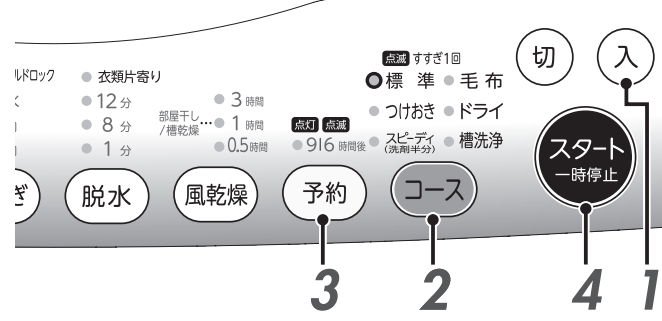 点滅 すすぎ1回
切
入
ルドロック
衣類片寄り
標準
毛布
12分
3時間
つけおき
ドライ
8分
部屋干し/槽乾燥…
1時間
点灯 点滅
スピーディ
(洗剤半分)
槽洗浄
1分
0.5時間
9|6時間後
スタート
一時停止
脱水
風乾燥
予約
コース
3
2
4
1